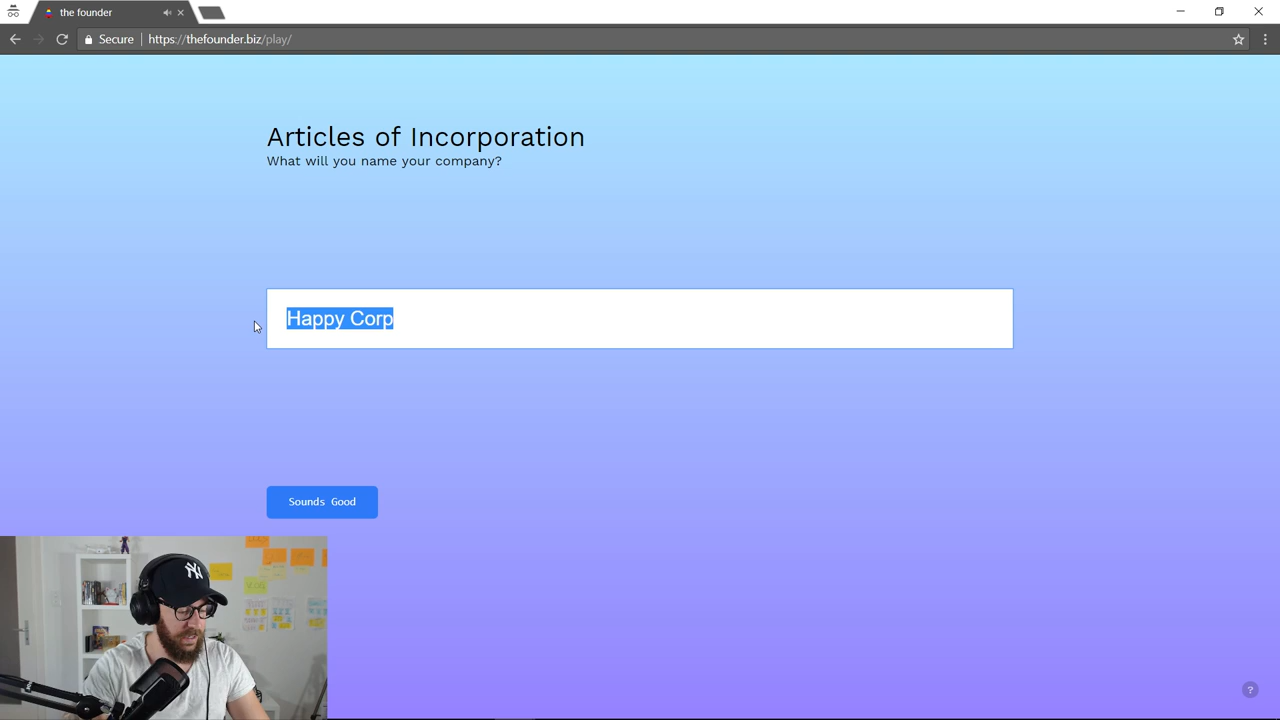 the founder
Secure
https://thefounder.biz/play/
Articles of Incorporation
What will you name your company?
Happy Corp
Sounds Good
NY
?